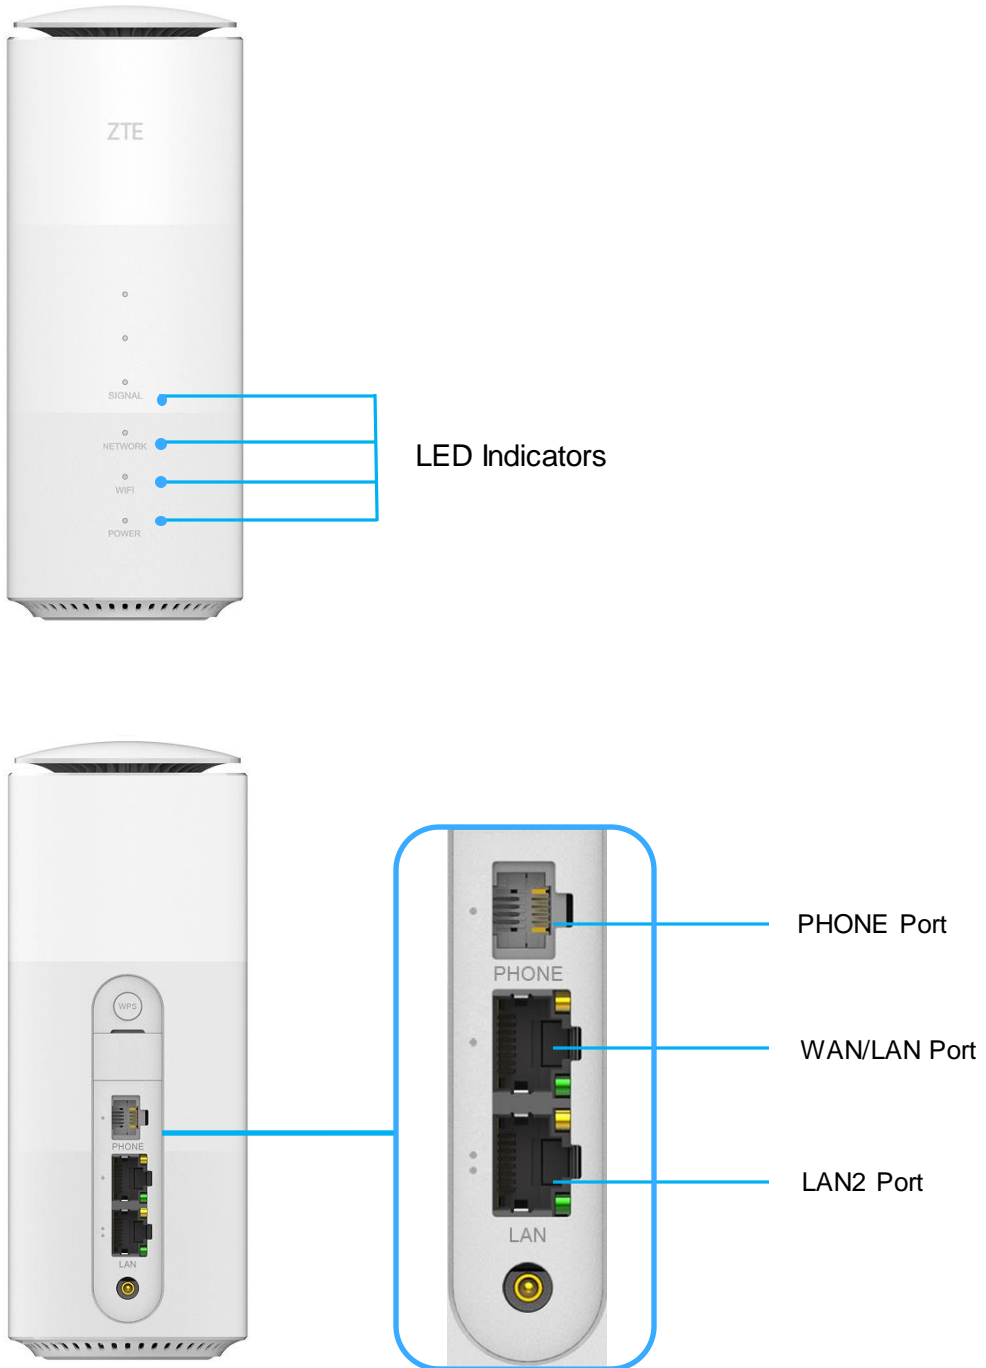 ZTE
SIGNAL
NETWORK
WIFI
POWER
LED Indicators
WPS
PHONE
LAN
PHONE
LAN
PHONE Port
WAN/LAN Port
LAN2 Port